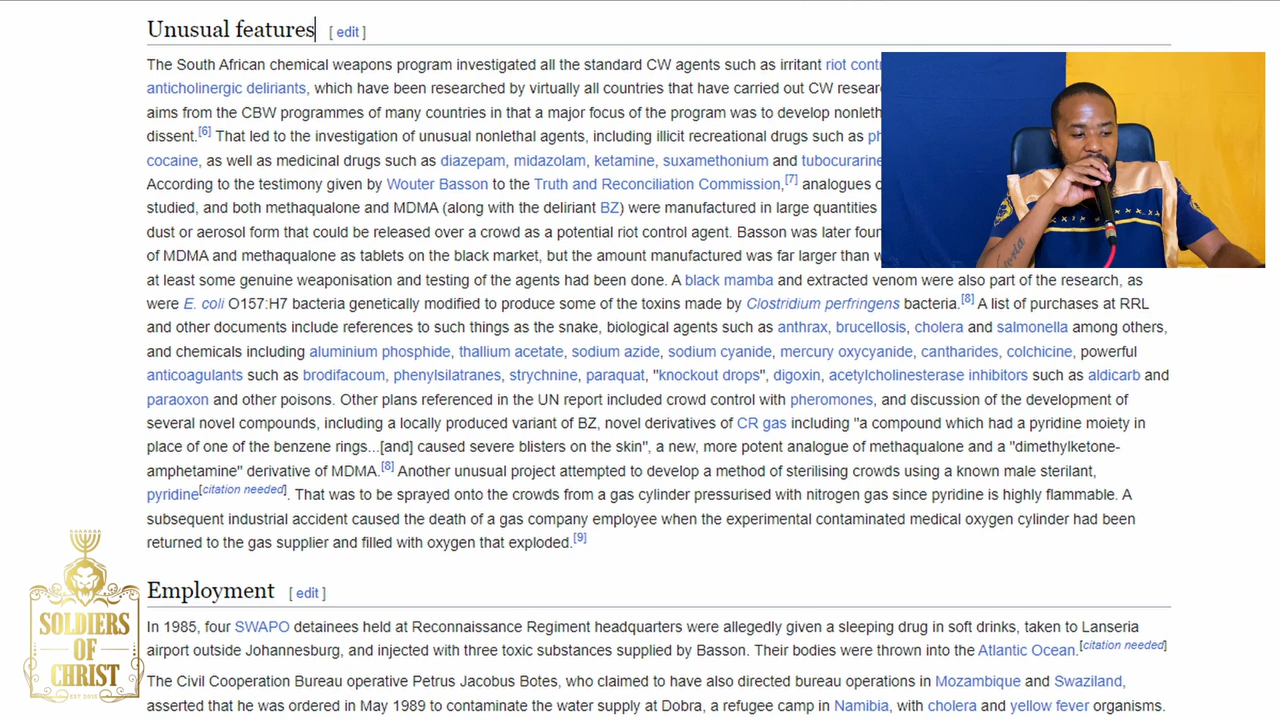 Unusual features [ edit ]
The South African chemical weapons program investigated all the standard CW agents such as irritant riot
anticholinergic deliriants, which have been researched by virtually all countries that have carried out CW
aims from the CBW programmes of many countries in that a major focus of the program was to develop
dissent.[6] That led to the investigation of unusual nonlethal agents, including illicit recreational drugs such as
cocaine, as well as medicinal drugs such as diazepam, midazolam, ketamine, suxamethonium and tubocurarine
According to the testimony given by Wouter Basson to the Truth and Reconciliation Commission,[7] analogues
studied, and both methaqualone and MDMA (along with the deliriant BZ) were manufactured in large quantities
dust or aerosol form that could be released over a crowd as a potential riot control agent. Basson was later
of MDMA and methaqualone as tablets on the black market, but the amount manufactured was far larger than
at least some genuine weaponisation and testing of the agents had been done. A black mamba and extracted venom were also part of the research, as
were E. coli O157:H7 bacteria genetically modified to produce some of the toxins made by Clostridium perfringens bacteria.[8] A list of purchases at RRL
and other documents include references to such things as the snake, biological agents such as anthrax, brucellosis, cholera and salmonella among others,
and chemicals including aluminium phosphide, thallium acetate, sodium azide, sodium cyanide, mercury oxycyanide, cantharides, colchicine, powerful
anticoagulants such as brodifacoum, phenylsilatranes, strychnine, paraquat, "knockout drops", digoxin, acetylcholinesterase inhibitors such as aldicarb and
paraoxon and other poisons. Other plans referenced in the UN report included crowd control with pheromones, and discussion of the development of
several novel compounds, including a locally produced variant of BZ, novel derivatives of CR gas including "a compound which had a pyridine moiety in
place of one of the benzene rings...[and] caused severe blisters on the skin", a new, more potent analogue of methaqualone and a "dimethylketone-
amphetamine" derivative of MDMA.[8] Another unusual project attempted to develop a method of sterilising crowds using a known male sterilant,
pyridine[citation needed]. That was to be sprayed onto the crowds from a gas cylinder pressurised with nitrogen gas since pyridine is highly flammable. A
subsequent industrial accident caused the death of a gas company employee when the experimental contaminated medical oxygen cylinder had been
returned to the gas supplier and filled with oxygen that exploded.[9]
Employment [ edit ]
In 1985, four SWAPO detainees held at Reconnaissance Regiment headquarters were allegedly given a sleeping drug in soft drinks, taken to Lanseria
airport outside Johannesburg, and injected with three toxic substances supplied by Basson. Their bodies were thrown into the Atlantic Ocean.[citation needed]
The Civil Cooperation Bureau operative Petrus Jacobus Botes, who claimed to have also directed bureau operations in Mozambique and Swaziland,
asserted that he was ordered in May 1989 to contaminate the water supply at Dobra, a refugee camp in Namibia, with cholera and yellow fever organisms.
SOLDIERS
OF
CHRIST